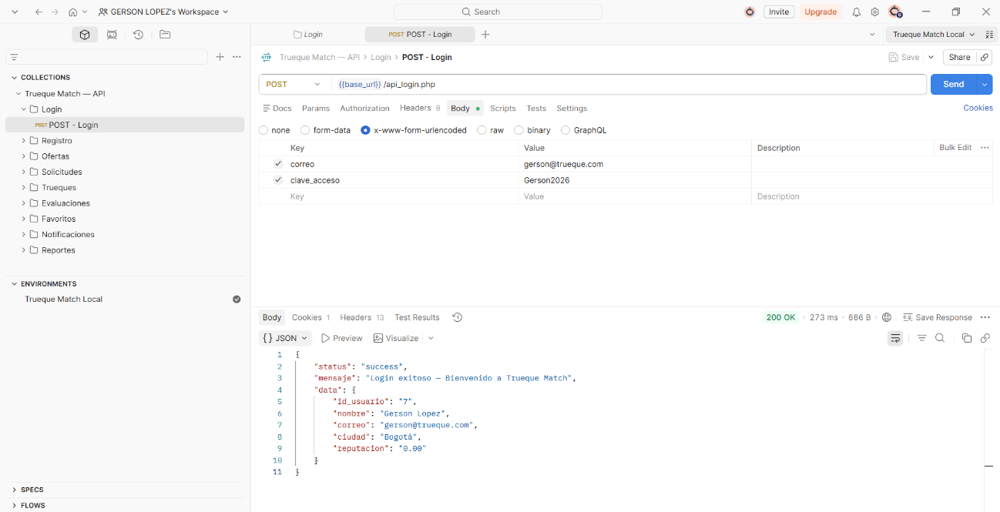 GERSON LOPEZ's Workspace
Search
Invite
Upgrade
Login
POST POST - Login
Trueque Match Local
COLLECTIONS
Trueque Match — API
Login
POST POST - Login
Registro
Ofertas
Solicitudes
Trueques
Evaluaciones
Favoritos
Notificaciones
Reportes
ENVIRONMENTS
Trueque Match Local
SPECS
FLOWS
HTTP Trueque Match — API > Login > POST - Login
Save
Share
POST
{{base_url}} /api_login.php
Send
Docs Params Authorization Headers 9 Body Scripts Tests Settings
Cookies
none form-data x-www-form-urlencoded raw binary GraphQL
Key Value Description Bulk Edit
correo gerson@trueque.com
clave_acceso Gerson2026
Key Value Description
Body Cookies 1 Headers 13 Test Results
200 OK • 273 ms • 686 B
e.g. Save Response
{} JSON Preview Visualize
1 {
2 "status": "success",
3 "mensaje": "Login exitoso — Bienvenido a Trueque Match",
4 "data": {
5 "id_usuario": "7",
6 "nombre": "Gerson Lopez",
7 "correo": "gerson@trueque.com",
8 "ciudad": "Bogotá",
9 "reputacion": "0.00"
10 }
11 }